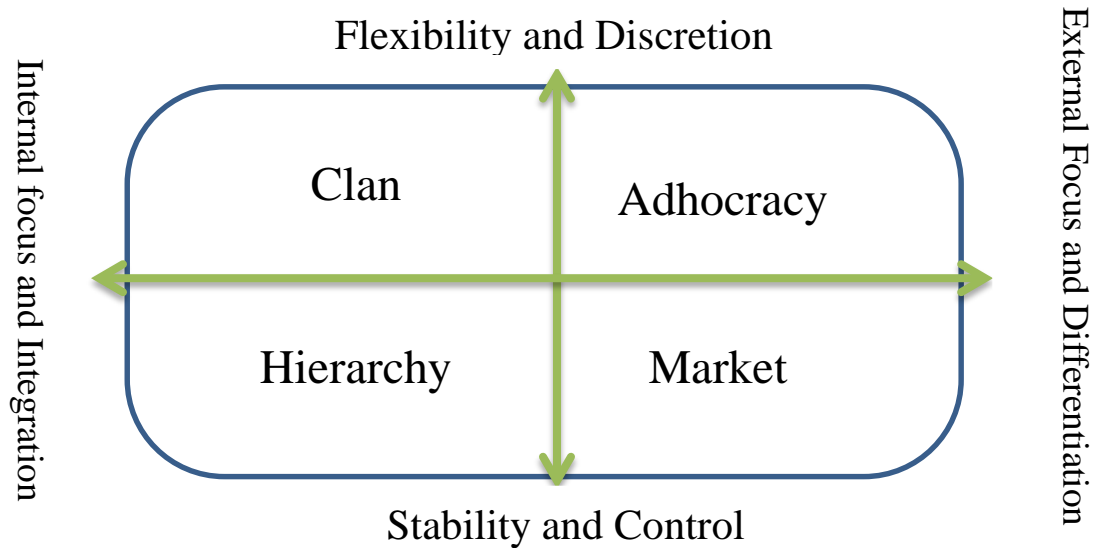 Flexibility and Discretion
Internal focus and Integration
External Focus and Differentiation
Clan
Adhocracy
Hierarchy
Market
Stability and Control